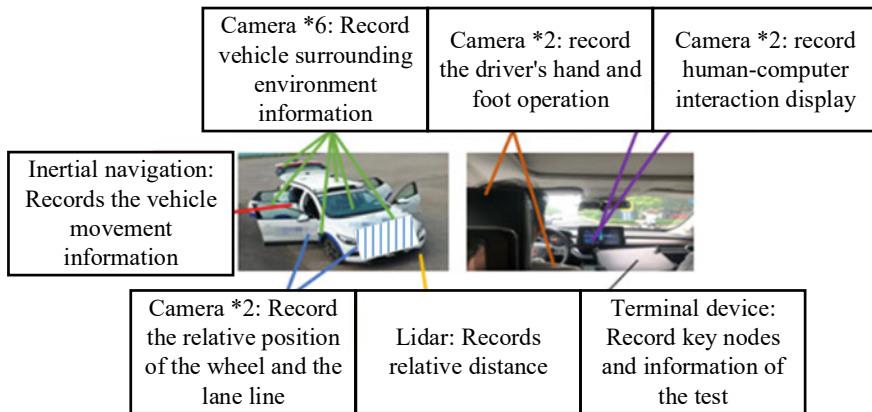 Camera *6: Record
vehicle surrounding
environment
information
Camera *2: record
the driver's hand and
foot operation
Camera *2: record
human-computer
interaction display
Inertial navigation:
Records the vehicle
movement
information
Camera *2: Record
the relative position
of the wheel and the
lane line
Lidar: Records
relative distance
Terminal device:
Record key nodes
and information of
the test